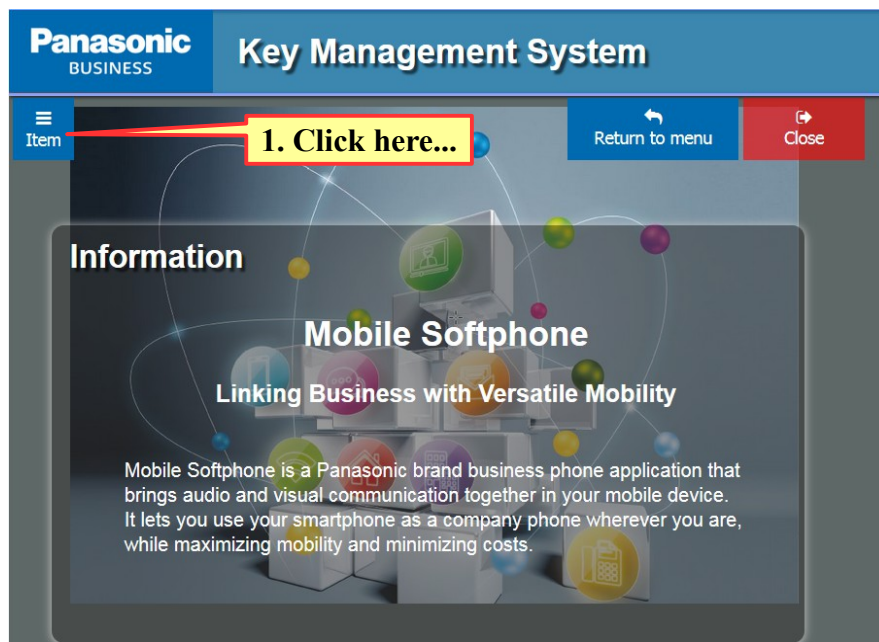 Panasonic
BUSINESS
Key Management System
Item
1. Click here...
Return to menu
Close
Information
Mobile Softphone
Linking Business with Versatile Mobility
Mobile Softphone is a Panasonic brand business phone application that
brings audio and visual communication together in your mobile device.
It lets you use your smartphone as a company phone wherever you are,
while maximizing mobility and minimizing costs.